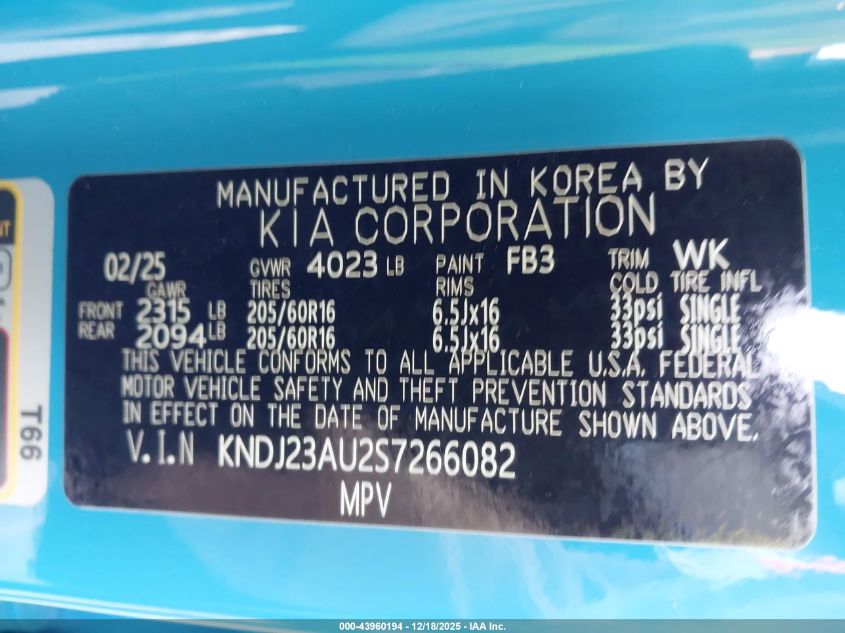 MANUFACTURED IN KOREA BY
KIA CORPORATION
02/25 GVWR 4023 LB PAINT FB3 TRIM WK
GAWR TIRES RIMS COLD TIRE INFL
FRONT 2315 LB 205/60R16 6.5Jx16 33psi SINGLE
REAR 2094 LB 205/60R16 6.5Jx16 33psi SINGLE
THIS VEHICLE CONFORMS TO ALL APPLICABLE U.S.A. FEDERAL
MOTOR VEHICLE SAFETY AND THEFT PREVENTION STANDARDS
IN EFFECT ON THE DATE OF MANUFACTURE SHOWN ABOVE.
V.I.N KNDJ23AU2S7266082
MPV
T66
000-43960194 - 12/18/2025 - IAA Inc.